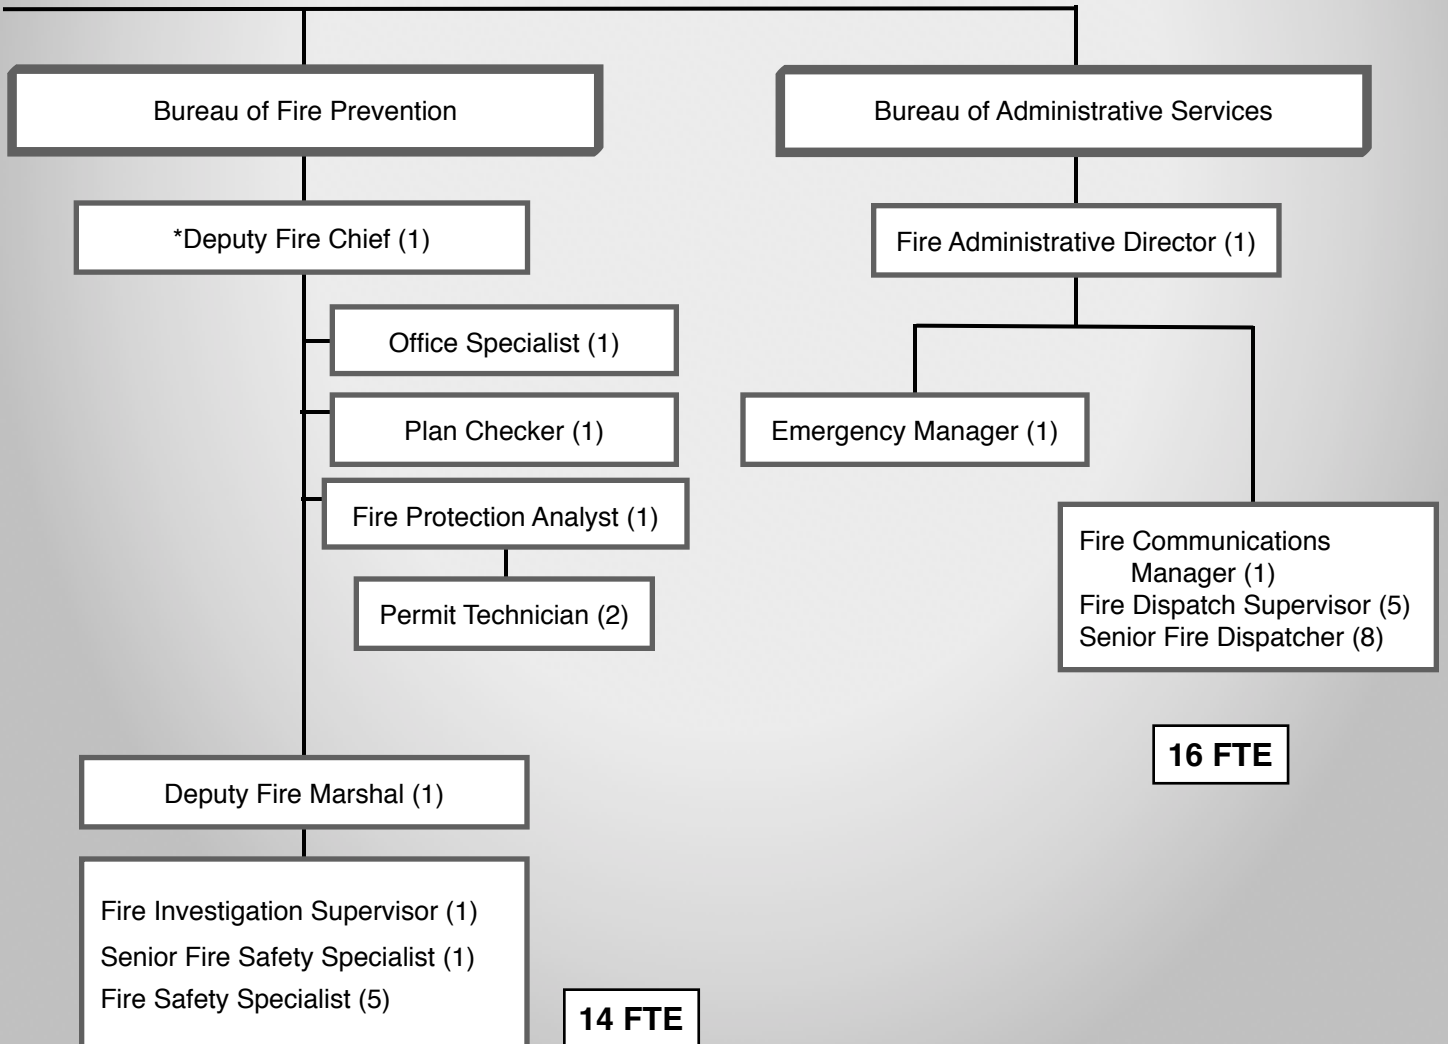 Bureau of Fire Prevention
*Deputy Fire Chief (1)
Office Specialist (1)
Plan Checker (1)
Fire Protection Analyst (1)
Permit Technician (2)
Deputy Fire Marshal (1)
Fire Investigation Supervisor (1)
Senior Fire Safety Specialist (1)
Fire Safety Specialist (5)
14 FTE
Bureau of Administrative Services
Fire Administrative Director (1)
Emergency Manager (1)
Fire Communications
Manager (1)
Fire Dispatch Supervisor (5)
Senior Fire Dispatcher (8)
16 FTE